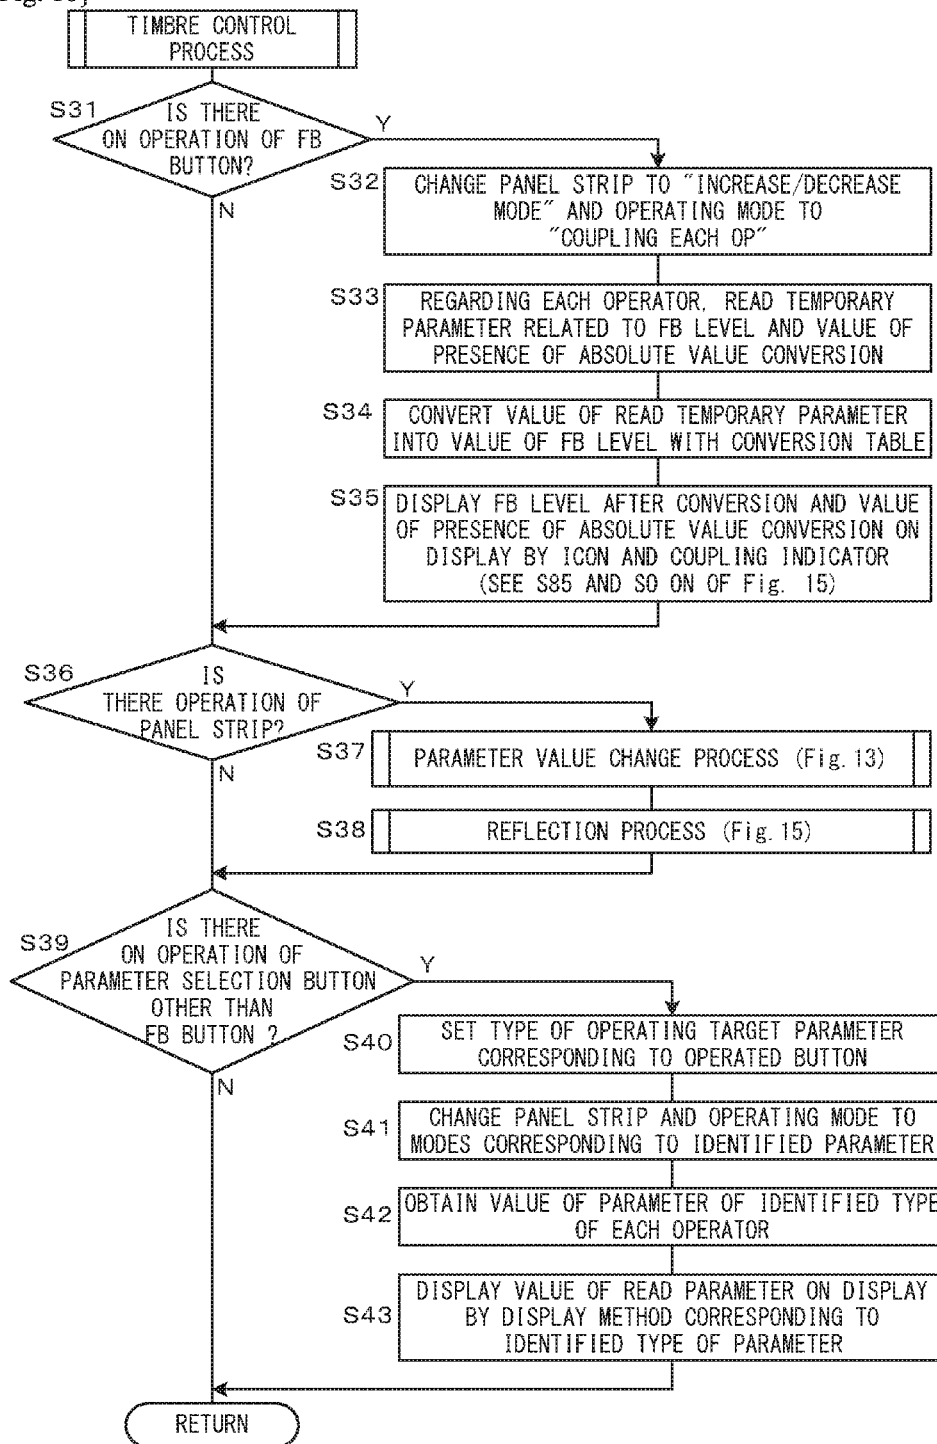 TIMBRE CONTROL
PROCESS
S31
IS THERE
ON OPERATION OF FB
BUTTON?
Y
N
S32
CHANGE PANEL STRIP TO "INCREASE/DECREASE
MODE" AND OPERATING MODE TO
"COUPLING EACH OP"
S33
REGARDING EACH OPERATOR, READ TEMPORARY
PARAMETER RELATED TO FB LEVEL AND VALUE OF
PRESENCE OF ABSOLUTE VALUE CONVERSION
S34
CONVERT VALUE OF READ TEMPORARY PARAMETER
INTO VALUE OF FB LEVEL WITH CONVERSION TABLE
S35
DISPLAY FB LEVEL AFTER CONVERSION AND VALUE
OF PRESENCE OF ABSOLUTE VALUE CONVERSION ON
DISPLAY BY ICON AND COUPLING INDICATOR
(SEE S85 AND SO ON OF Fig. 15)
S36
IS
THERE OPERATION OF
PANEL STRIP?
Y
N
S37
PARAMETER VALUE CHANGE PROCESS (Fig. 13)
S38
REFLECTION PROCESS (Fig. 15)
S39
IS THERE
ON OPERATION OF
PARAMETER SELECTION BUTTON
OTHER THAN
FB BUTTON ?
Y
N
S40
SET TYPE OF OPERATING TARGET PARAMETER
CORRESPONDING TO OPERATED BUTTON
S41
CHANGE PANEL STRIP AND OPERATING MODE TO
MODES CORRESPONDING TO IDENTIFIED PARAMETER
S42
OBTAIN VALUE OF PARAMETER OF IDENTIFIED TYPE
OF EACH OPERATOR
S43
DISPLAY VALUE OF READ PARAMETER ON DISPLAY
BY DISPLAY METHOD CORRESPONDING TO
IDENTIFIED TYPE OF PARAMETER
RETURN